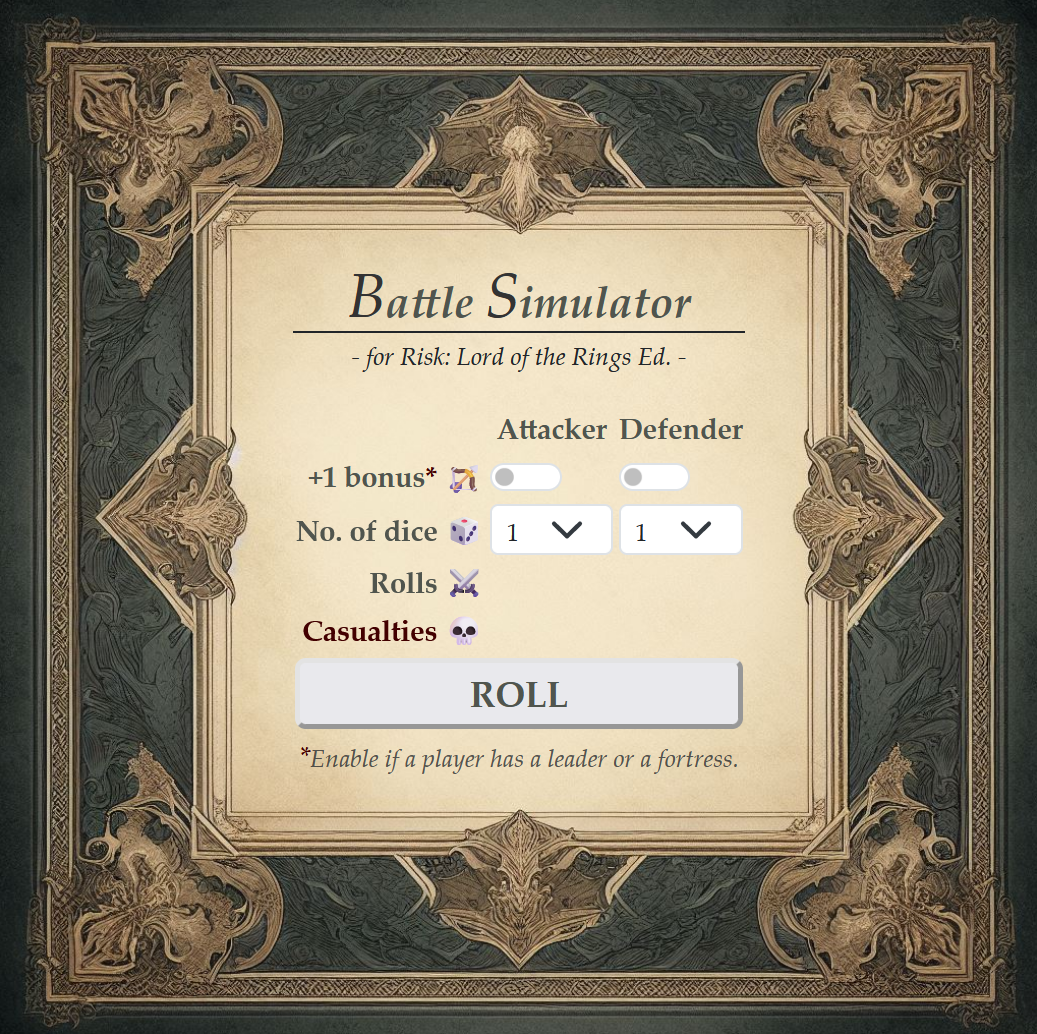 Battle Simulator
- for Risk: Lord of the Rings Ed. -
Attacker Defender
+1 bonus*
No. of dice 1 1
Rolls
Casualties
ROLL
*Enable if a player has a leader or a fortress.